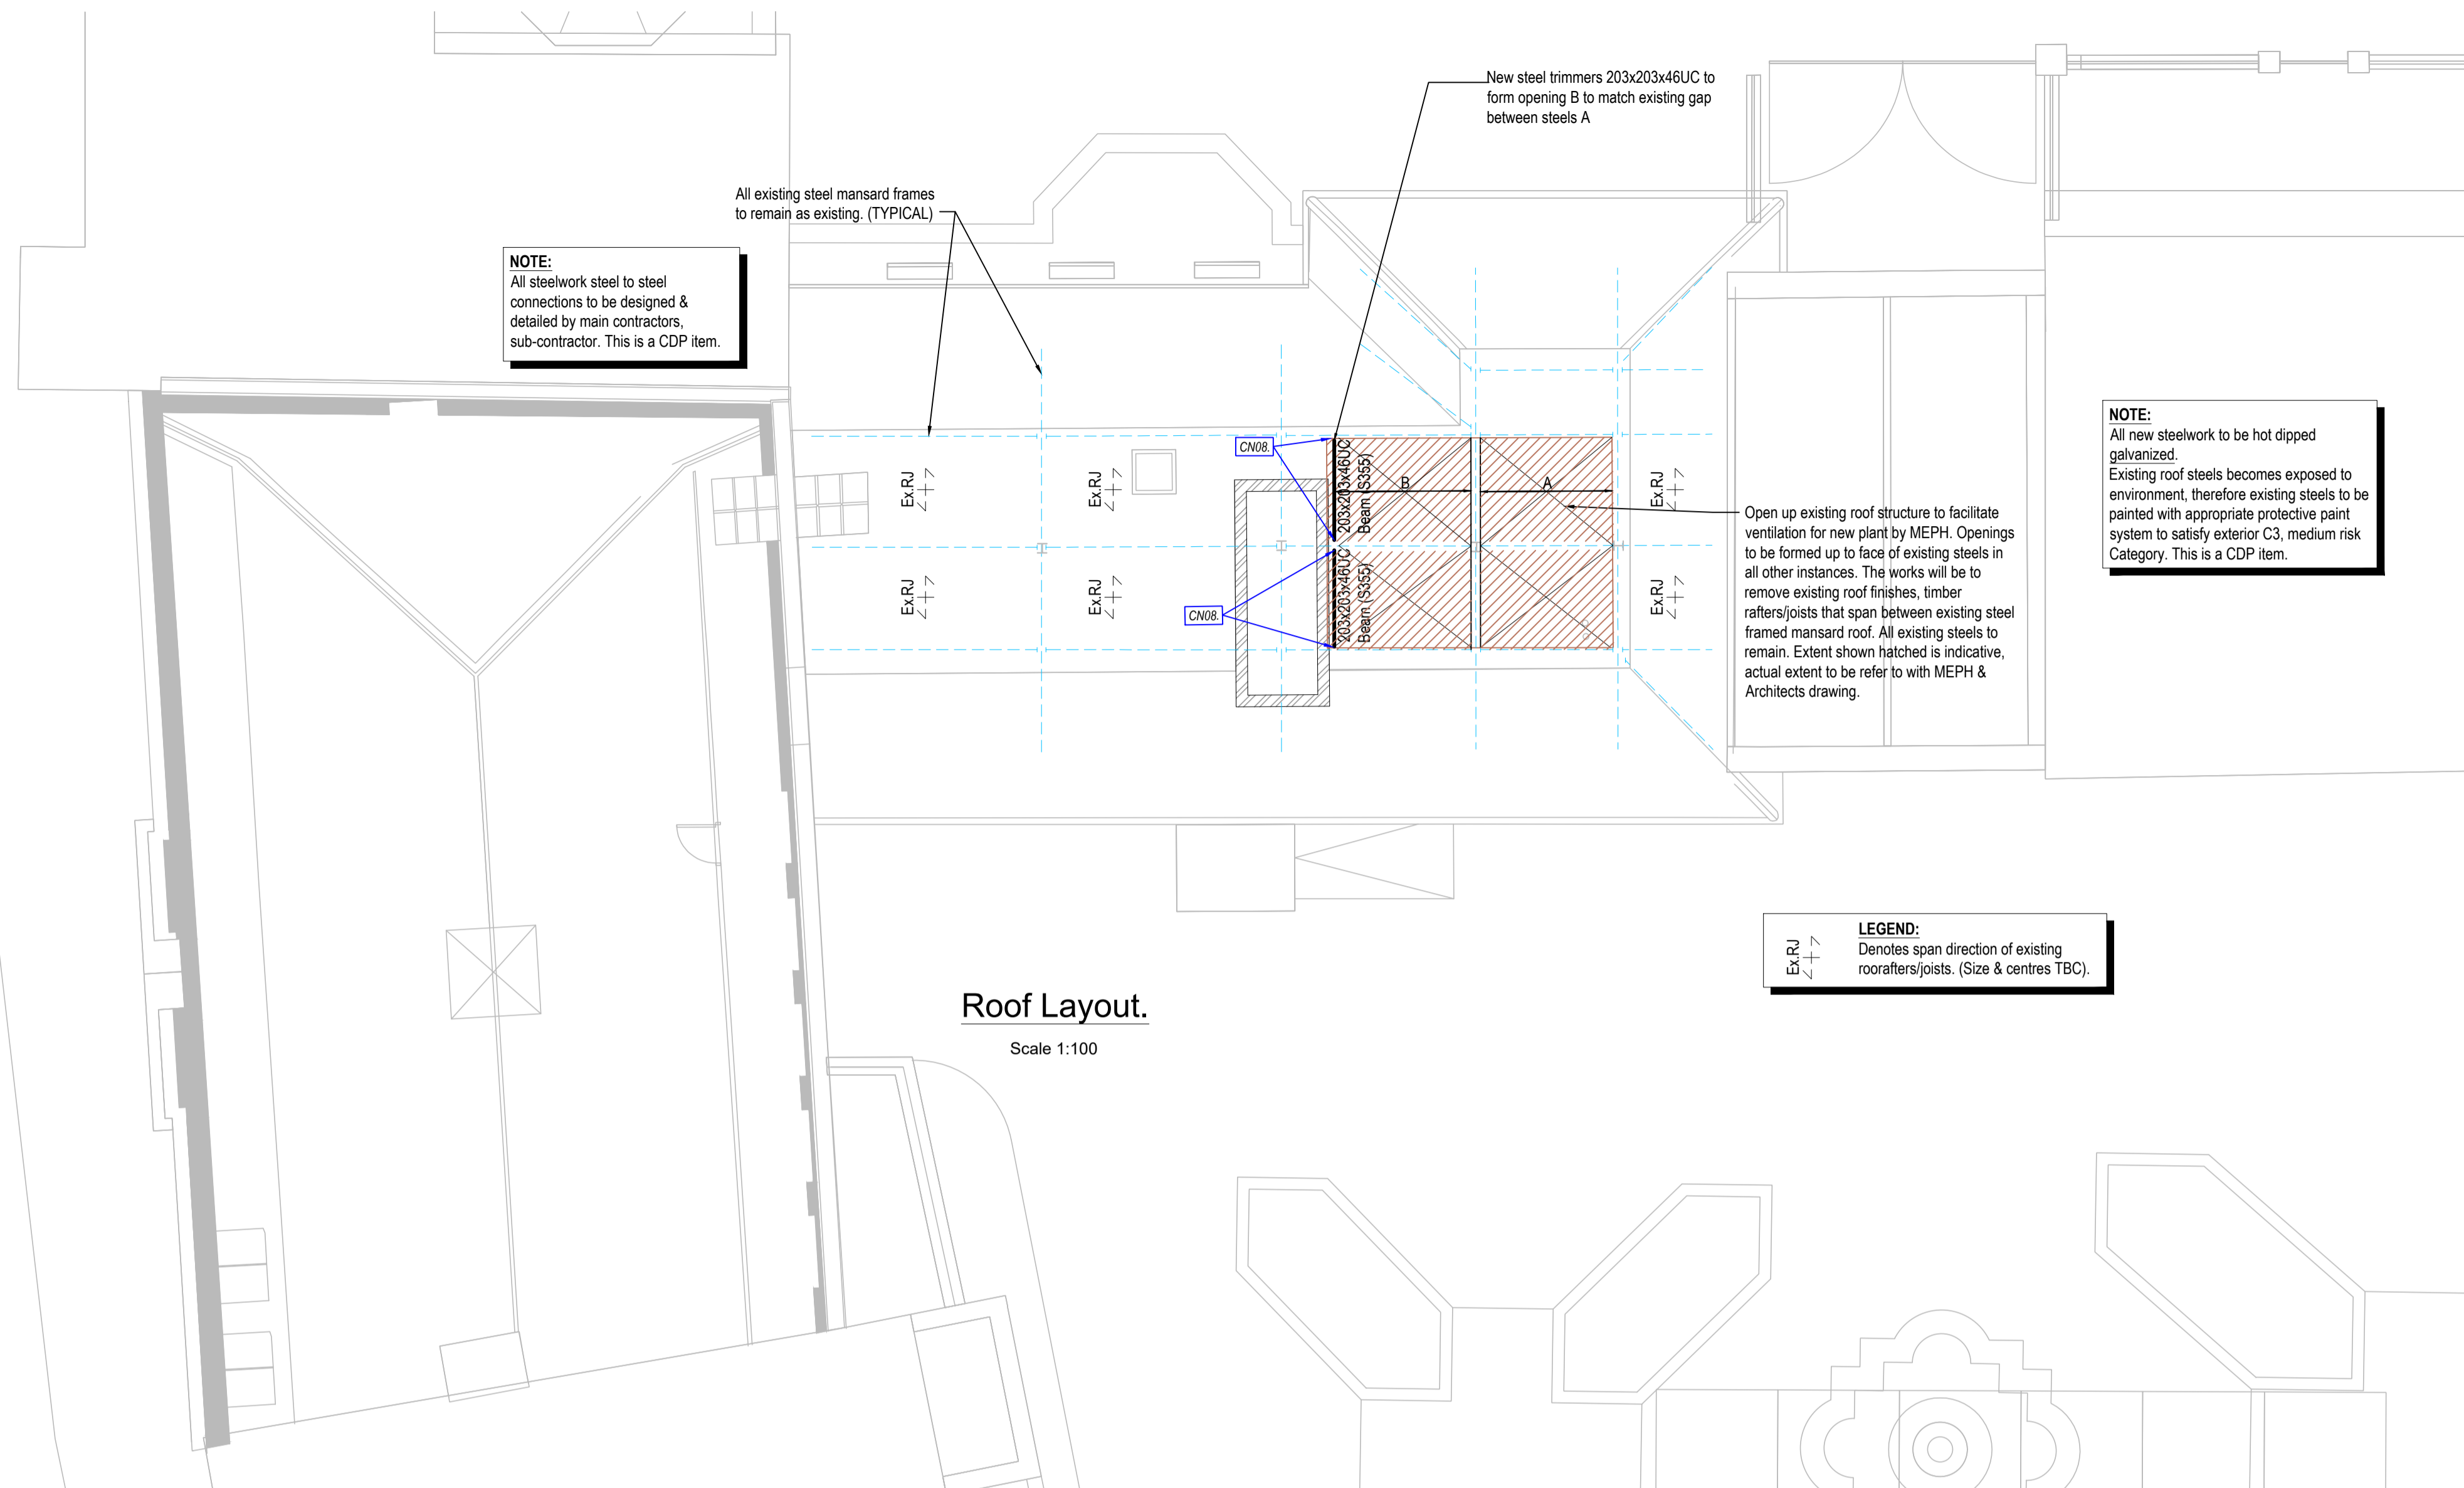 New steel trimmers 203x203x46UC to
form opening B to match existing gap
between steels A
All existing steel mansard frames
to remain as existing. (TYPICAL)
NOTE:
All steelwork steel to steel
connections to be designed &
detailed by main contractors,
sub-contractor. This is a CDP item.
NOTE:
All new steelwork to be hot dipped
galvanized.
Existing roof steels becomes exposed to
environment, therefore existing steels to be
painted with appropriate protective paint
system to satisfy exterior C3, medium risk
Category. This is a CDP item.
CN08.
203x203x46UC
Beam (S355)
B
A
Ex.RJ
Ex.RJ
Ex.RJ
Open up existing roof structure to facilitate
ventilation for new plant by MEPH. Openings
to be formed up to face of existing steels in
all other instances. The works will be to
remove existing roof finishes, timber
rafters/joists that span between existing steel
framed mansard roof. All existing steels to
remain. Extent shown hatched is indicative,
actual extent to be refer to with MEPH &
Architects drawing.
Ex.RJ
Ex.RJ
CN08.
203x203x46UC
Beam (S355)
Ex.RJ
LEGEND:
Ex.RJ
Denotes span direction of existing
roorafters/joists. (Size & centres TBC).
Roof Layout.
Scale 1:100